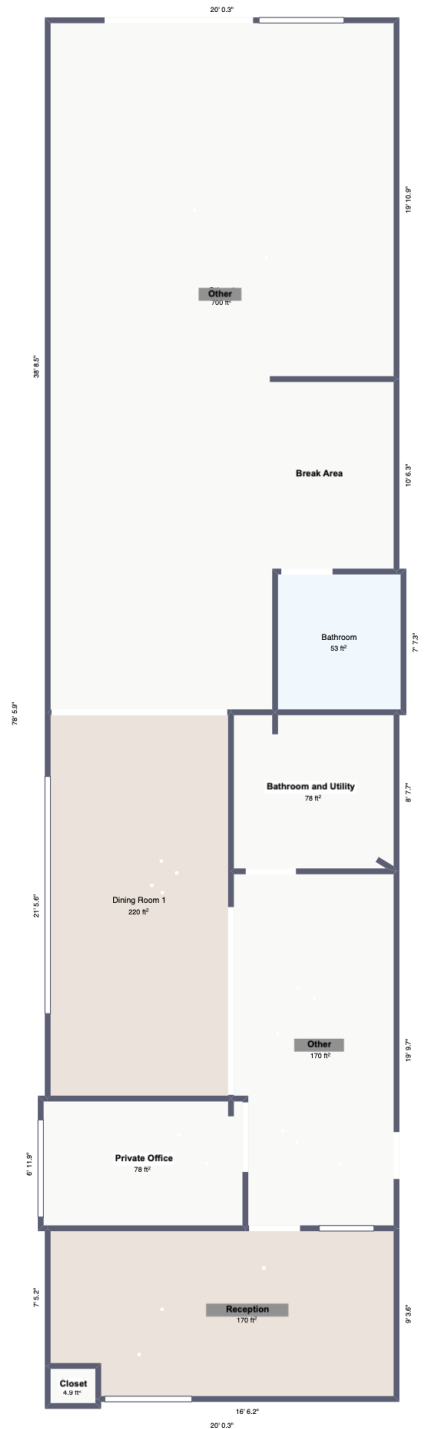 20' 0.3"
19' 10.9"
Other
700 ft²
38' 8.5"
Break Area
10' 6.3"
Bathroom
53 ft²
7' 7.3"
78' 5.9"
Bathroom and Utility
78 ft²
8' 7.7"
Dining Room 1
220 ft²
21' 5.6"
Other
170 ft²
19' 9.7"
Private Office
78 ft²
6' 11.9"
7' 5.2"
Reception
170 ft²
9' 3.6"
Closet
4.9 ft²
16' 6.2"
20' 0.3"